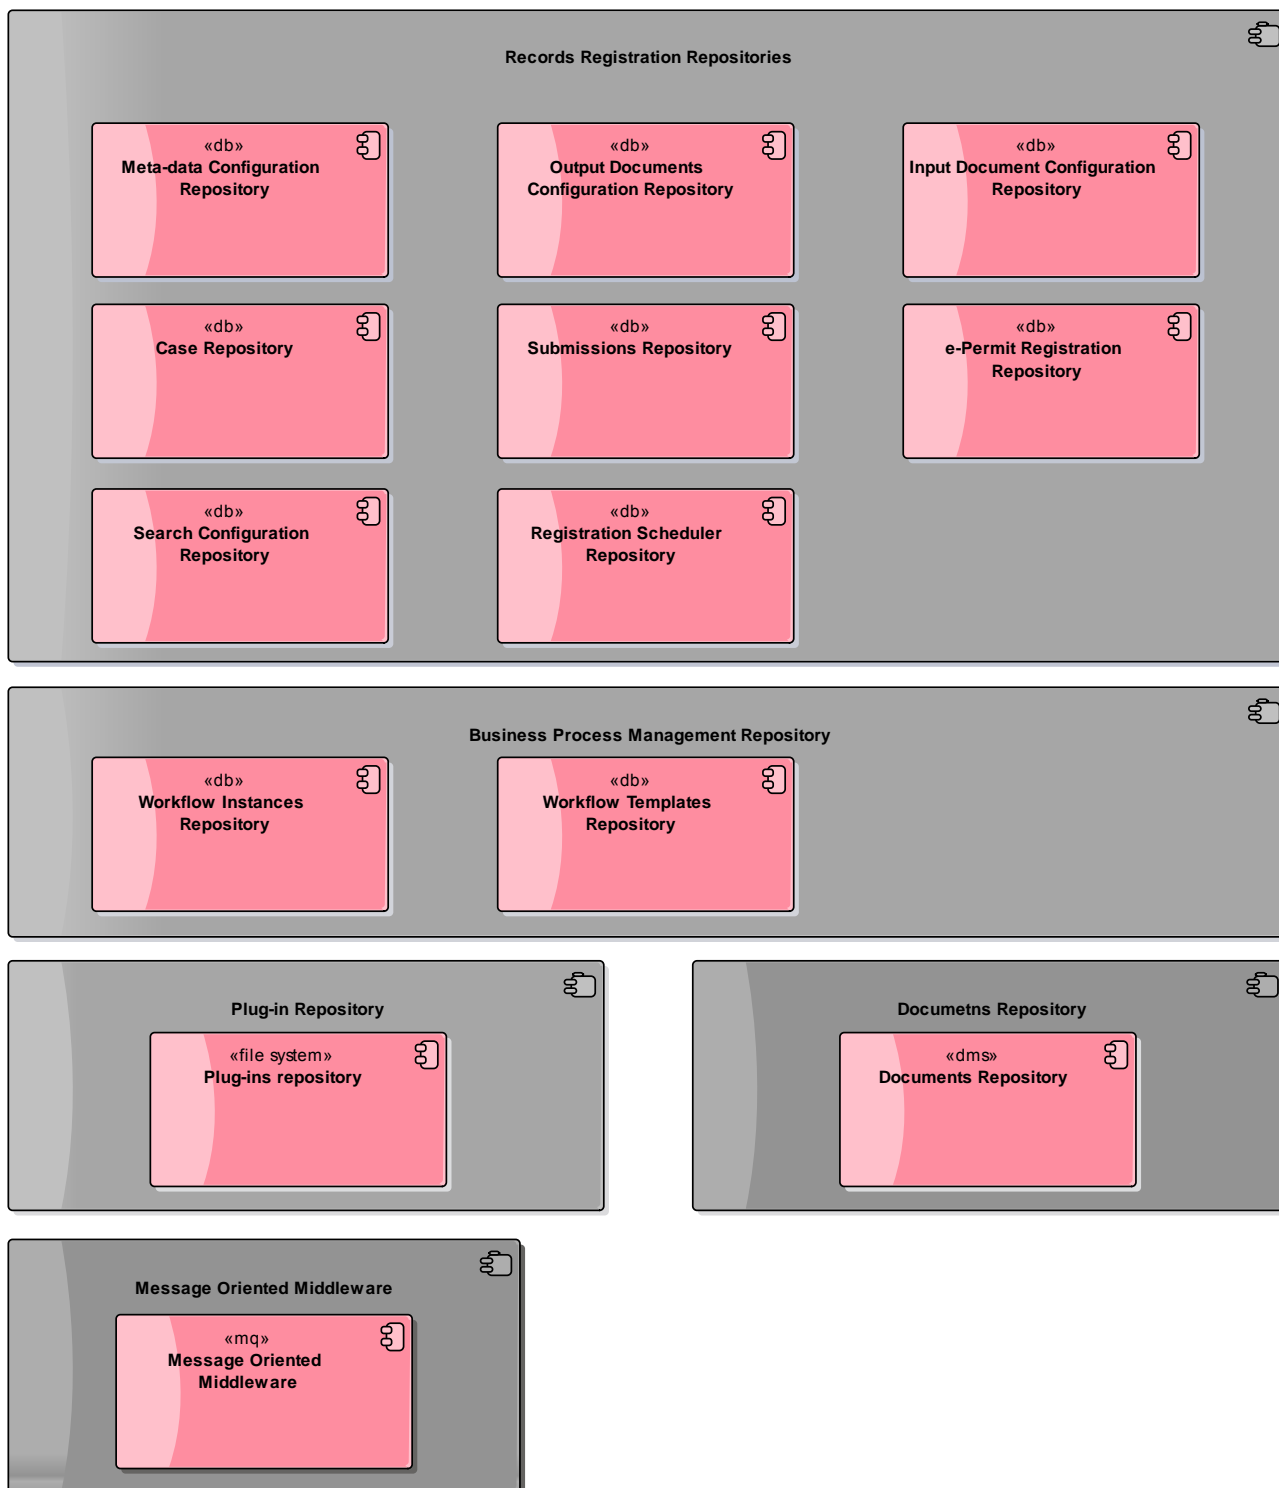 Records Registration Repositories
«db»
Meta-data Configuration
Repository
«db»
Output Documents
Configuration Repository
«db»
Input Document Configuration
Repository
«db»
Case Repository
«db»
Submissions Repository
«db»
e-Permit Registration
Repository
«db»
Search Configuration
Repository
«db»
Registration Scheduler
Repository
Business Process Management Repository
«db»
Workflow Instances
Repository
«db»
Workflow Templates
Repository
Plug-in Repository
«file system»
Plug-ins repository
Documetns Repository
«dms»
Documents Repository
Message Oriented Middleware
«mq»
Message Oriented
Middleware